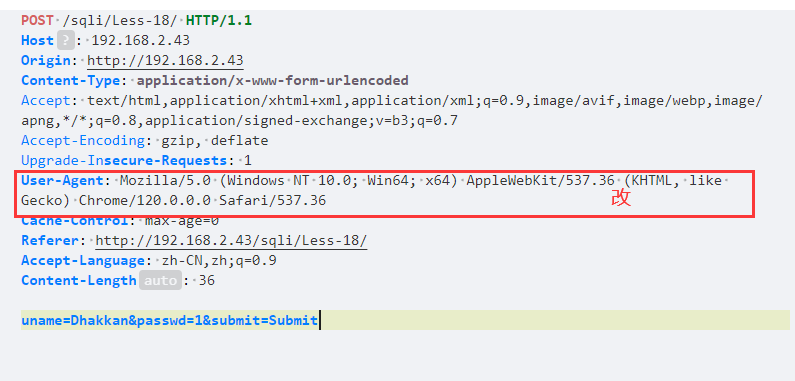 POST /sqli/Less-18/ HTTP/1.1
Host ? : 192.168.2.43
Origin: http://192.168.2.43
Content-Type: application/x-www-form-urlencoded
Accept: text/html,application/xhtml+xml,application/xml;q=0.9,image/avif,image/webp,image/
apng,*/*;q=0.8,application/signed-exchange;v=b3;q=0.7
Accept-Encoding: gzip, deflate
Upgrade-Insecure-Requests: 1
User-Agent: Mozilla/5.0 (Windows NT 10.0; Win64; x64) AppleWebKit/537.36 (KHTML, like
Gecko) Chrome/120.0.0.0 Safari/537.36
改
Cache-Control: max-age=0
Referer: http://192.168.2.43/sqli/Less-18/
Accept-Language: zh-CN,zh;q=0.9
Content-Length auto : 36
uname=Dhakkan&passwd=1&submit=Submit